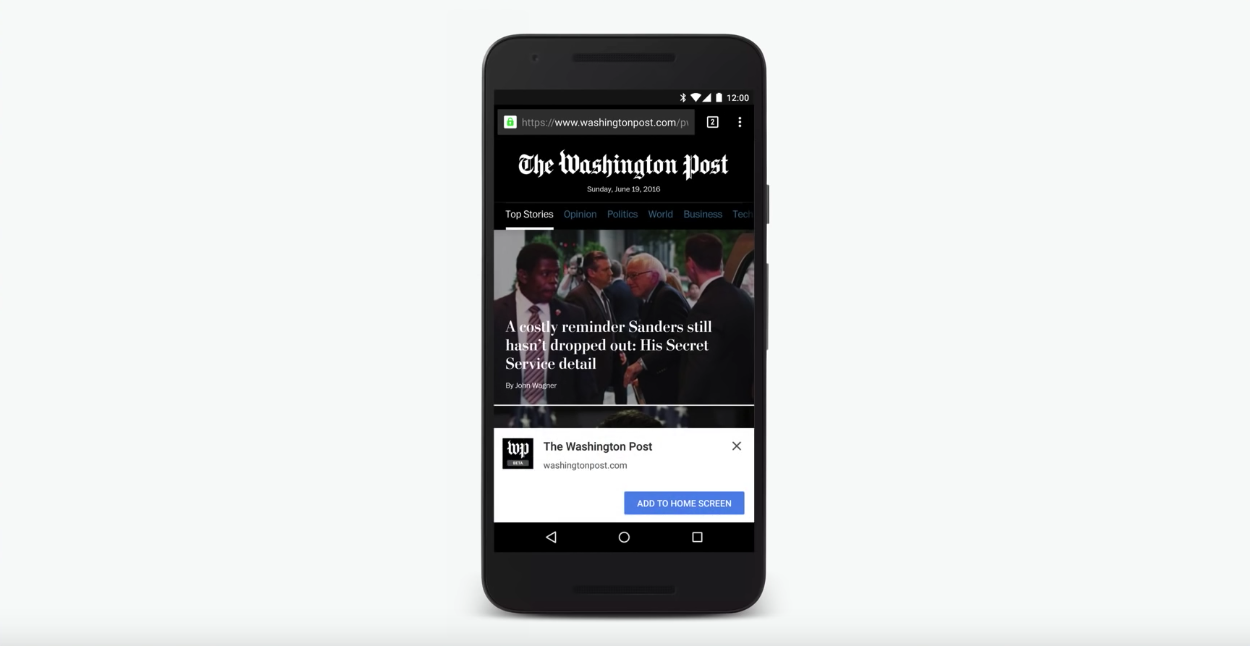 12:00
https://www.washingtonpost.com/p
2
The Washington Post
Sunday, June 19, 2016
Top Stories Opinion Politics World Business Tech
A costly reminder Sanders still
hasn't dropped out: His Secret
Service detail
By John Wagner
wp
BETA
The Washington Post
washingtonpost.com
ADD TO HOME SCREEN